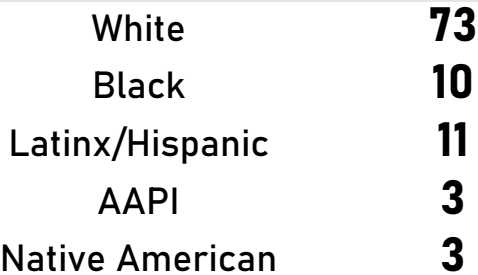 White 73
Black 10
Latinx/Hispanic 11
AAPI 3
Native American 3